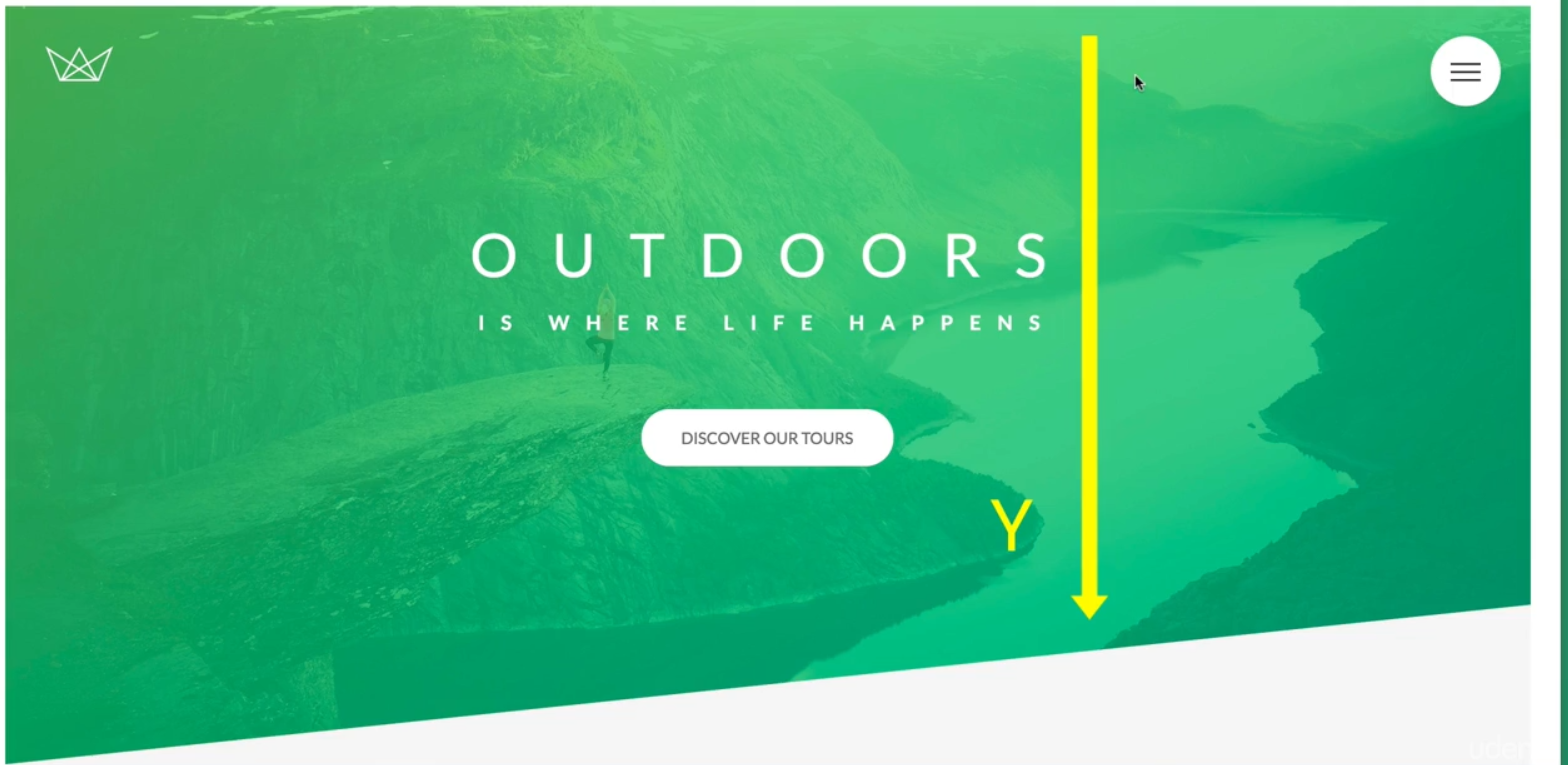 OUTDOORS
IS WHERE LIFE HAPPENS
DISCOVER OUR TOURS
Y